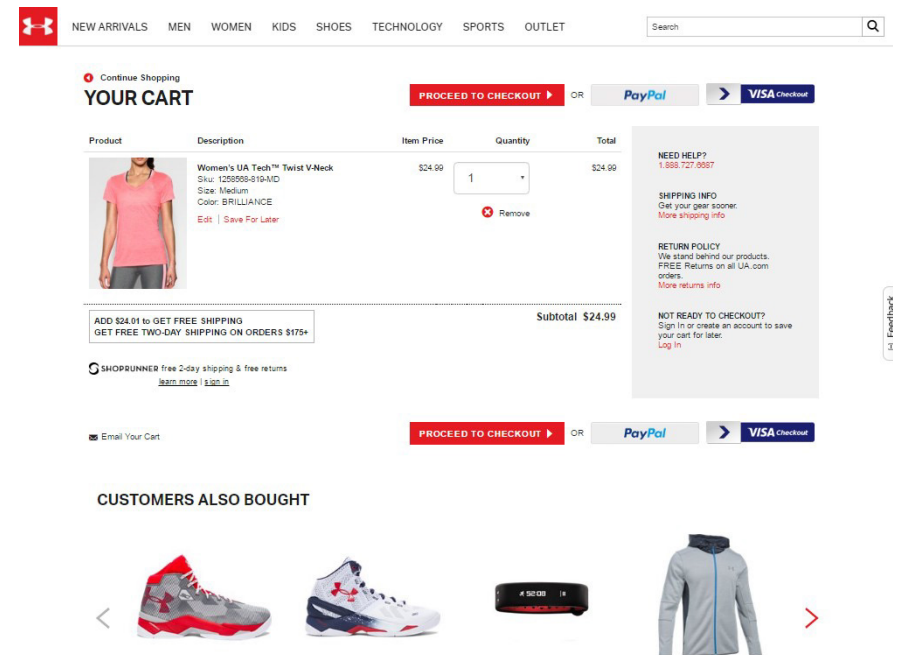 NEW ARRIVALS MEN WOMEN KIDS SHOES TECHNOLOGY SPORTS OUTLET Search
Continue Shopping
YOUR CART
PROCEED TO CHECKOUT OR PayPal VISA Checkout
Product Description Item Price Quantity Total
Women's UA Tech™ Twist V-Neck $24.99 1 $24.99
Sku: 1258568-819-MD
Size: Medium
Color: BRILLIANCE
Edit | Save For Later
Remove
NEED HELP?
1.888.727.6687
SHIPPING INFO
Get your gear sooner.
More shipping info
RETURN POLICY
We stand behind our products.
FREE Returns on all UA.com
orders.
More returns info
NOT READY TO CHECKOUT?
Sign In or create an account to save
your cart for later.
Log In
Feedback
ADD $24.01 to GET FREE SHIPPING
GET FREE TWO-DAY SHIPPING ON ORDERS $175+
Subtotal $24.99
SHOPRUNNER free 2-day shipping & free returns
learn more | sign in
Email Your Cart
PROCEED TO CHECKOUT OR PayPal VISA Checkout
CUSTOMERS ALSO BOUGHT